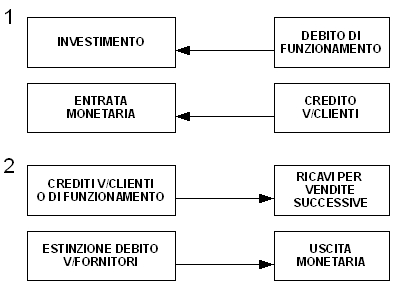 1
INVESTIMENTO
DEBITO DI
FUNZIONAMENTO
ENTRATA
MONETARIA
CREDITO
V/CLIENTI
2
CREDITI V/CLIENTI
O DI FUNZIONAMENTO
RICAVI PER
VENDITE
SUCCESSIVE
ESTINZIONE DEBITO
V/FORNITORI
USCITA
MONETARIA